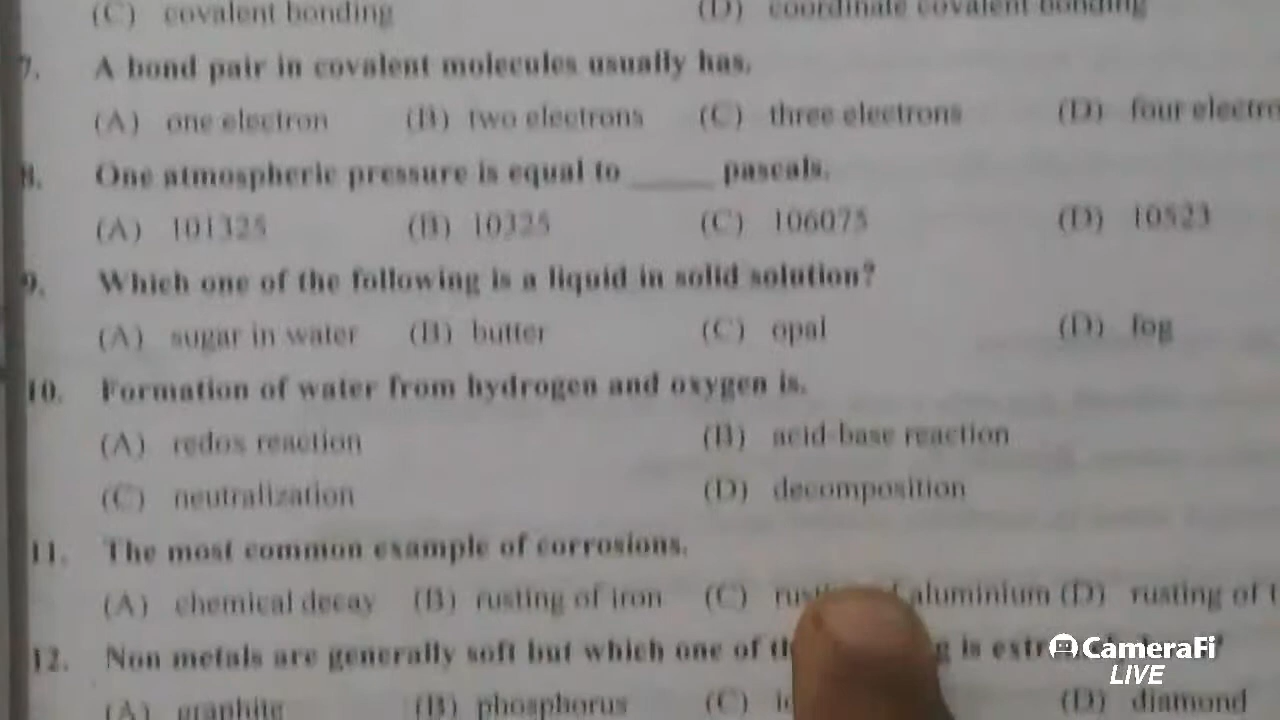 (C) covalent bonding (D) coordinate covalent bonding
7. A bond pair in covalent molecules usually has.
(A) one electron (B) two electrons (C) three electrons (D) four electro
8. One atmospheric pressure is equal to _____ pascals.
(A) 101325 (B) 10325 (C) 106075 (D) 10523
9. Which one of the following is a liquid in solid solution?
(A) sugar in water (B) butter (C) opal (D) fog
10. Formation of water from hydrogen and oxygen is.
(A) redox reaction (B) acid-base reaction
(C) neutralization (D) decomposition
11. The most common example of corrosions.
(A) chemical decay (B) rusting of iron (C) aluminium (D) rusting of t
12. Non metals are generally soft but which one of is
(A) graphite (B) phosphorus (C) (D) diamond
CameraFi
LIVE